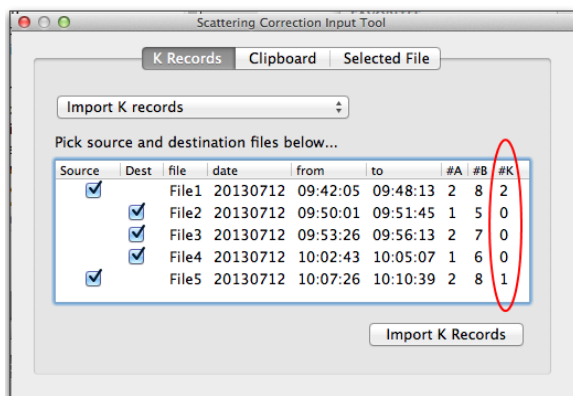 Scattering Correction Input Tool
K Records Clipboard Selected File
Import K records
Pick source and destination files below...
Source Dest file date from to #A #B #K
File1 20130712 09:42:05 09:48:13 2 8 2
File2 20130712 09:50:01 09:51:45 1 5 0
File3 20130712 09:53:26 09:56:13 2 7 0
File4 20130712 10:02:43 10:05:07 1 6 0
File5 20130712 10:07:26 10:10:39 2 8 1
Import K Records